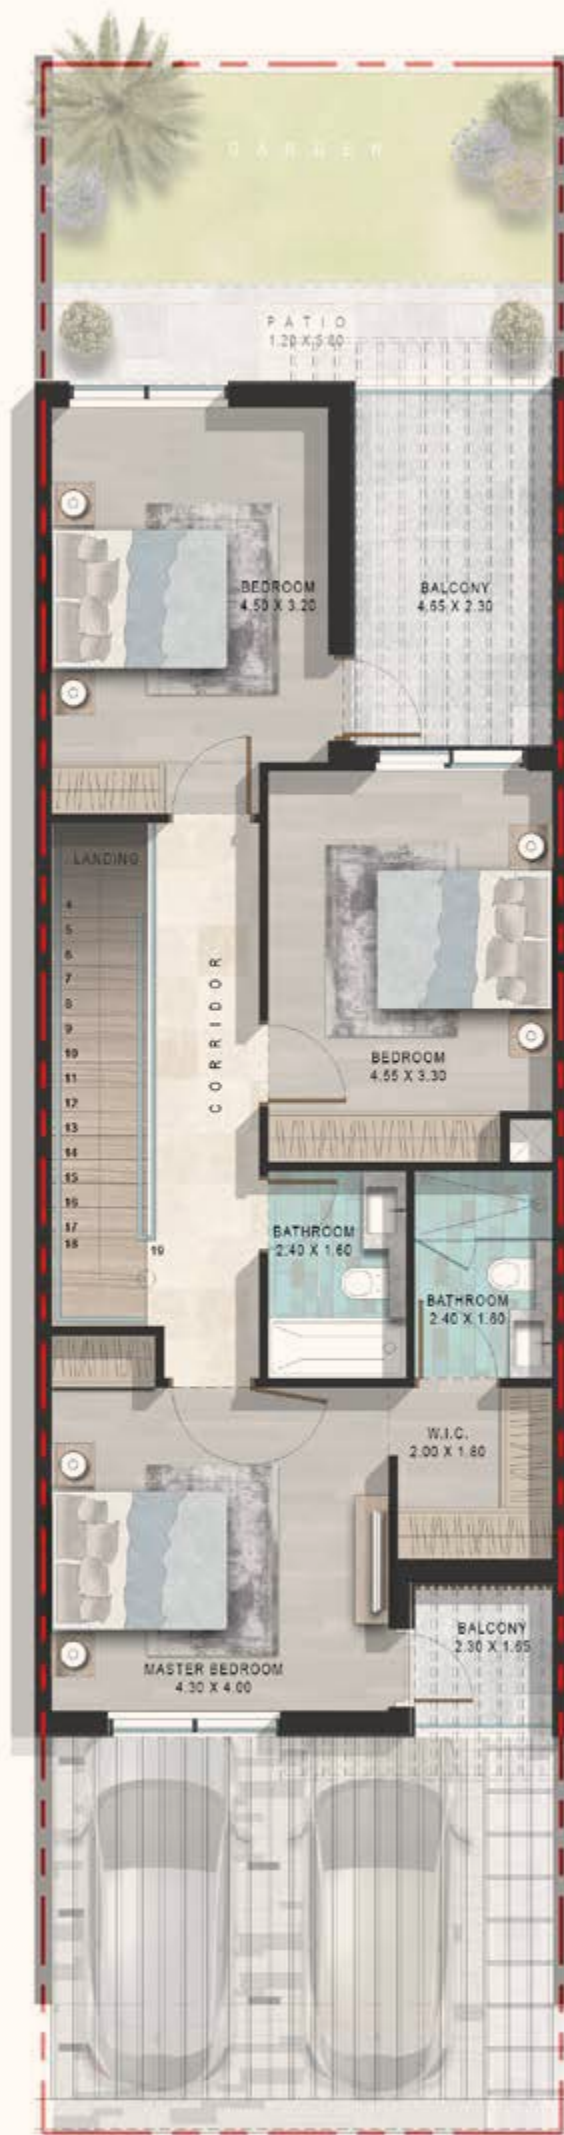 GARDEN
PATIO
1.20 X 5.80
BEDROOM
4.50 X 3.20
BALCONY
4.65 X 2.30
LANDING
4
5
6
7
8
9
10
11
12
13
14
15
16
17
18
19
CORRIDOR
BEDROOM
4.55 X 3.30
BATHROOM
2.40 X 1.60
BATHROOM
2.40 X 1.60
W.I.C.
2.00 X 1.80
BALCONY
2.30 X 1.65
MASTER BEDROOM
4.30 X 4.00